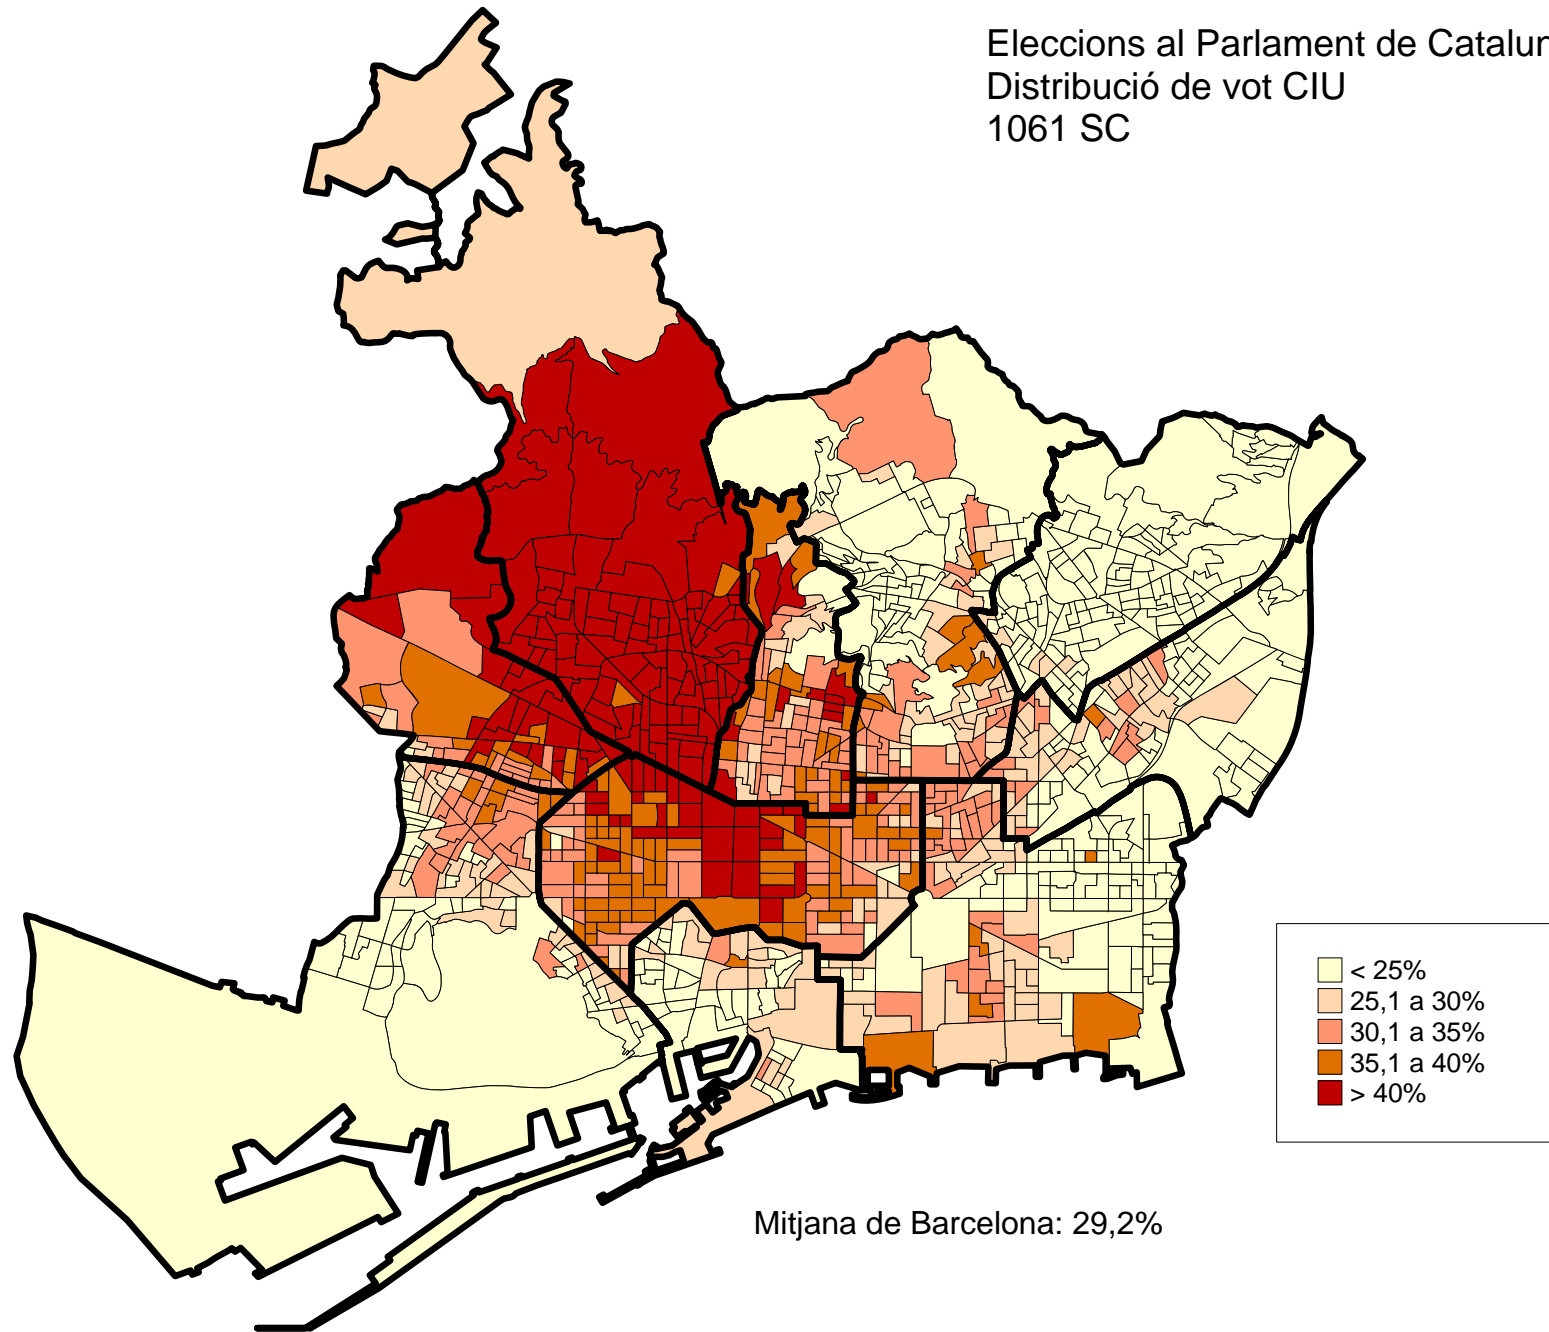 Eleccions al Parlament de Catalun
Distribució de vot CIU
1061 SC
< 25%
25,1 a 30%
30,1 a 35%
35,1 a 40%
> 40%
Mitjana de Barcelona: 29,2%